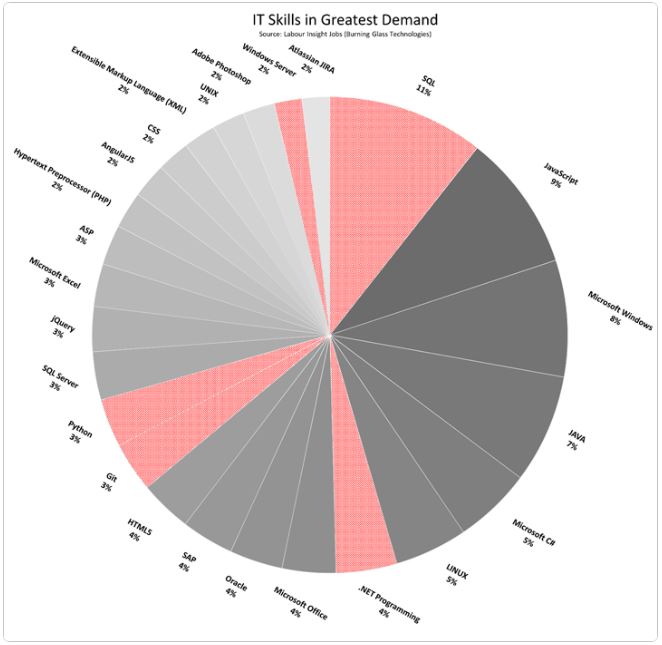 IT Skills in Greatest Demand
Source: Labour Insight Jobs (Burning Glass Technologies)
SQL
11%
JavaScript
9%
Microsoft Windows
8%
JAVA
7%
Microsoft C#
5%
LINUX
5%
.NET Programming
4%
Microsoft Office
4%
Oracle
4%
SAP
4%
HTML5
4%
Git
3%
Python
3%
SQL Server
3%
jQuery
3%
Microsoft Excel
3%
ASP
3%
Hypertext Preprocessor (PHP)
2%
AngularJS
2%
CSS
2%
Extensible Markup Language (XML)
2%
UNIX
2%
Adobe Photoshop
2%
Windows Server
2%
Atlassian JIRA
2%